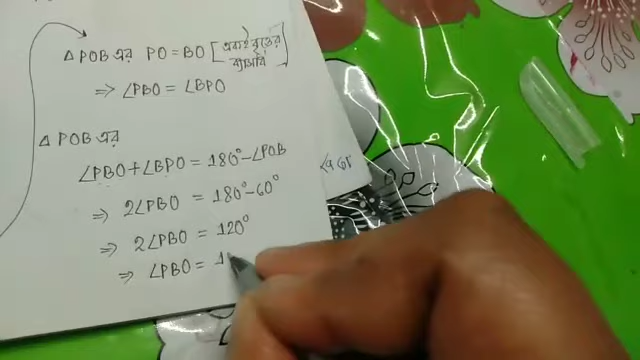 Δ POB এর PO = BO [একই বৃত্তের
ব্যাসার্ধ]
⇒ ∠PBO = ∠BPO
Δ POB এর
∠PBO + ∠BPO = 180° - ∠POB
⇒ 2∠PBO = 180° - 60°
⇒ 2∠PBO = 120°
⇒ ∠PBO = 1